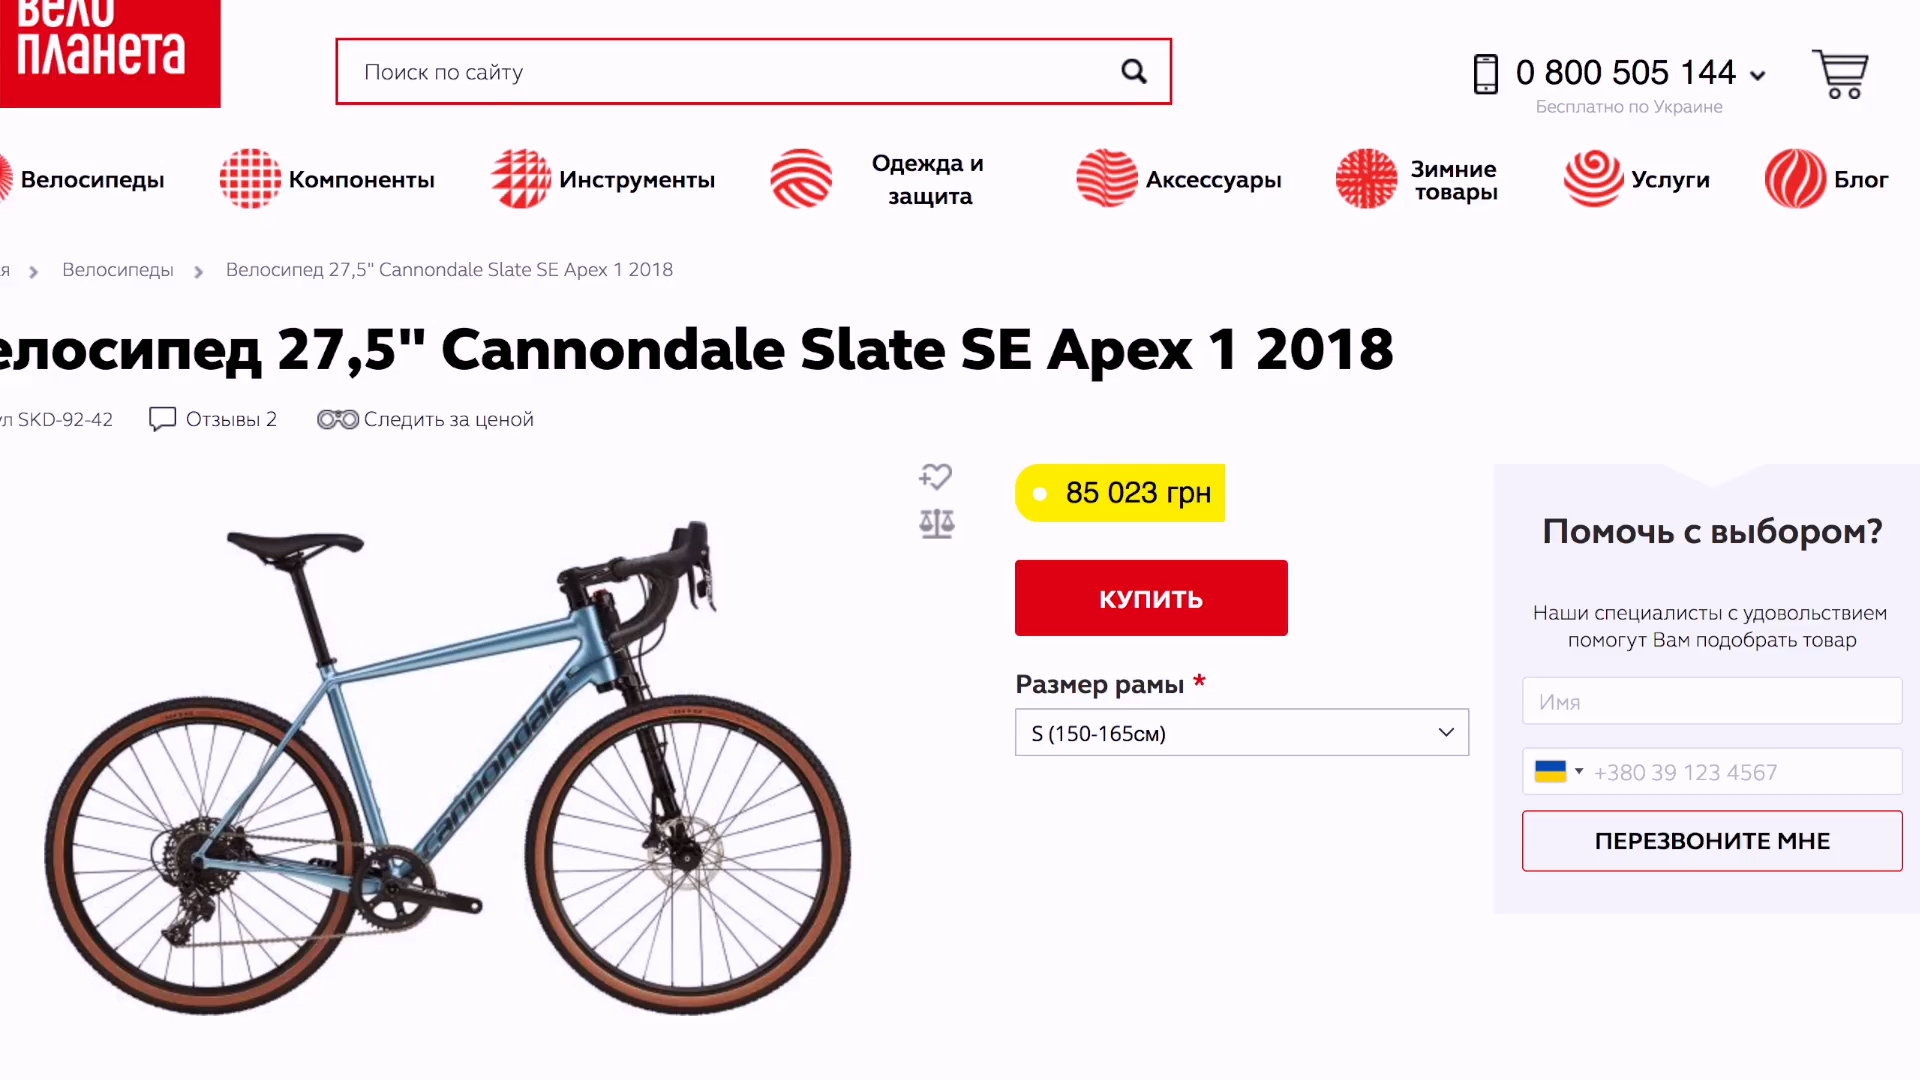 вело
планета
Поиск по сайту
0 800 505 144
Бесплатно по Украине
Велосипеды
Компоненты
Инструменты
Одежда и
защита
Аксессуары
Зимние
товары
Услуги
Блог
я
Велосипеды
Велосипед 27,5" Cannondale Slate SE Apex 1 2018
елосипед 27,5" Cannondale Slate SE Apex 1 2018
ул SKD-92-42
Отзывы 2
Следить за ценой
85 023 грн
КУПИТЬ
Размер рамы *
S (150-165см)
Помочь с выбором?
Наши специалисты с удовольствием
помогут Вам подобрать товар
Имя
+380 39 123 4567
ПЕРЕЗВОНИТЕ МНЕ
cannondale